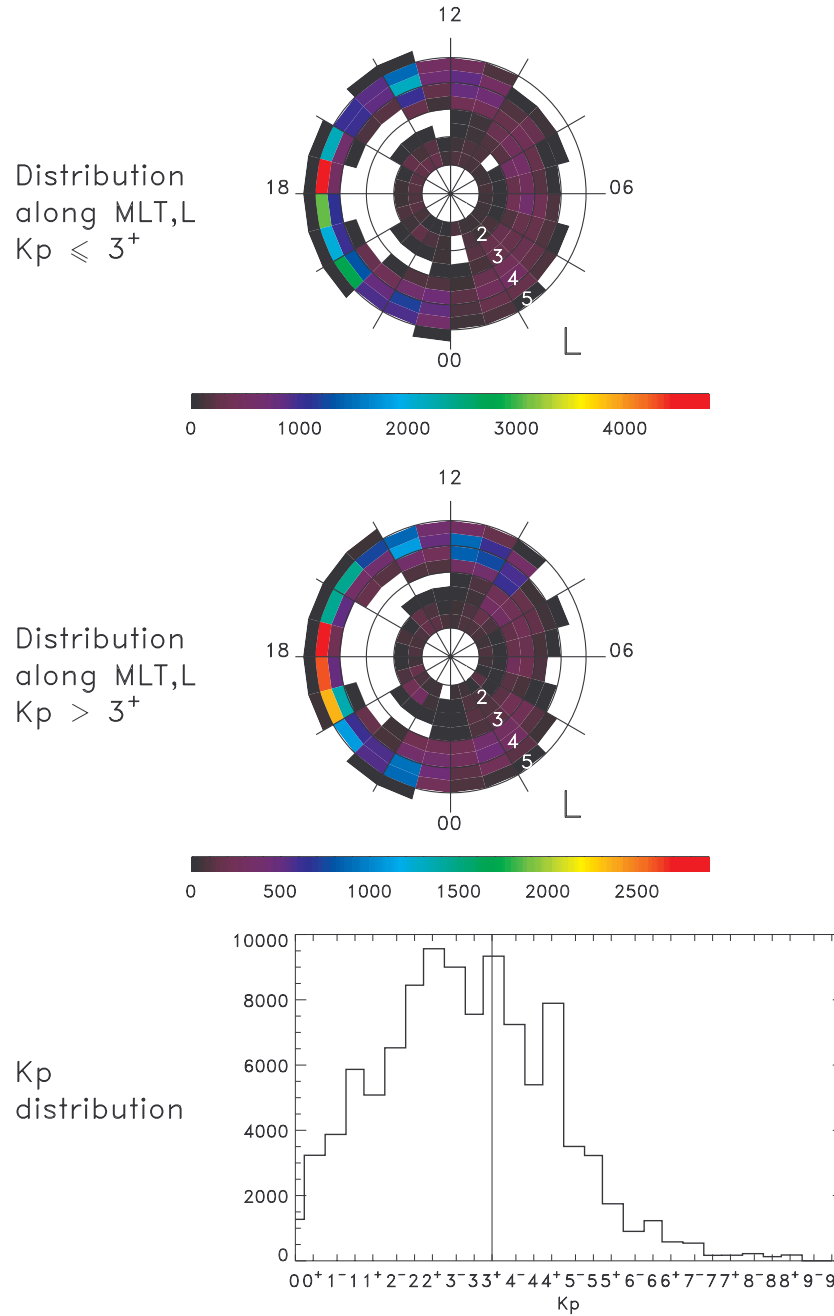 12
Distribution
along MLT,L
Kp ⩽ 3⁺
18
06
2
3
4
5
L
00
0 1000 2000 3000 4000
12
Distribution
along MLT,L
Kp > 3⁺
18
06
2
3
4
5
L
00
0 500 1000 1500 2000 2500
Kp
distribution
10000
8000
6000
4000
2000
0
0 0⁺ 1⁻ 1 1⁺ 2⁻ 2 2⁺ 3⁻ 3 3⁺ 4⁻ 4 4⁺ 5⁻ 5 5⁺ 6⁻ 6 6⁺ 7⁻ 7 7⁺ 8⁻ 8 8⁺ 9⁻ 9
Kp